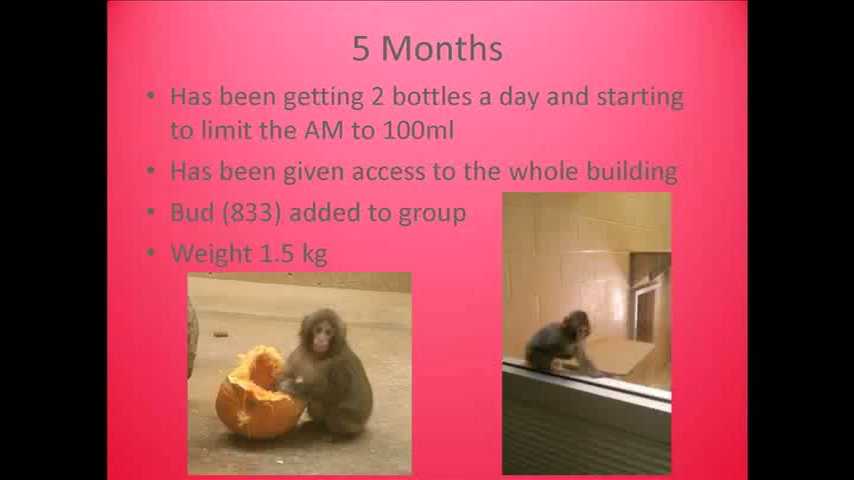 5 Months
• Has been getting 2 bottles a day and starting
to limit the AM to 100ml
• Has been given access to the whole building
• Bud (833) added to group
• Weight 1.5 kg